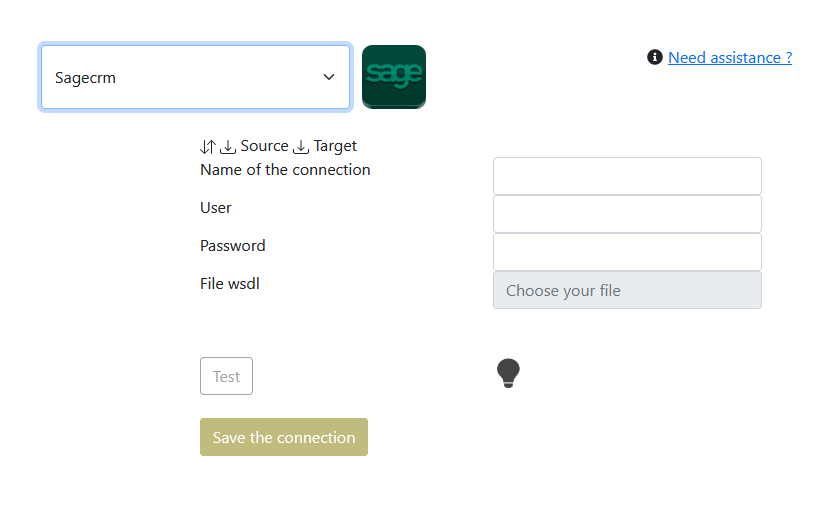 Sagecrm
sage
Need assistance ?
Source Target
Name of the connection
User
Password
File wsdl
Choose your file
Test
Save the connection